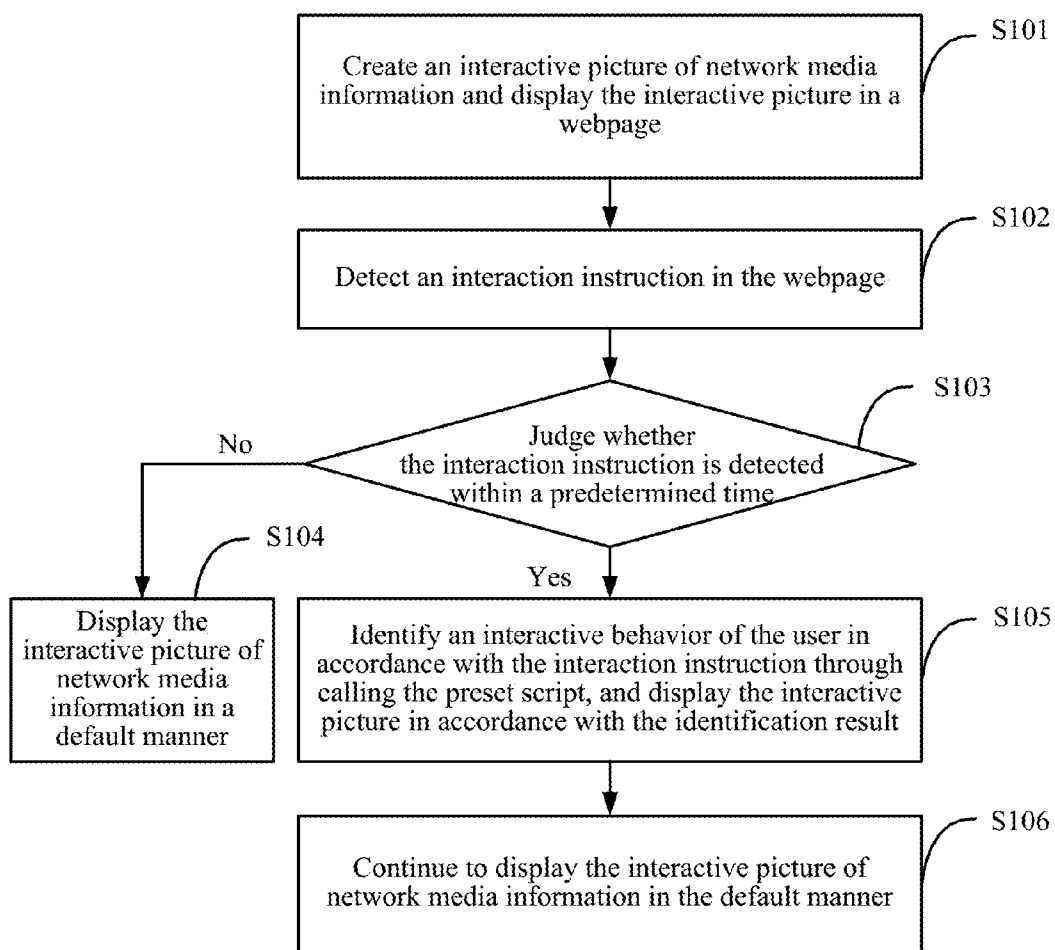 S101
Create an interactive picture of network media
information and display the interactive picture in a
webpage
S102
Detect an interaction instruction in the webpage
S103
Judge whether
the interaction instruction is detected
within a predetermined time
No
S104
Yes
Display the
interactive picture of
network media
information in a
default manner
S105
Identify an interactive behavior of the user in
accordance with the interaction instruction through
calling the preset script, and display the interactive
picture in accordance with the identification result
S106
Continue to display the interactive picture of
network media information in the default manner